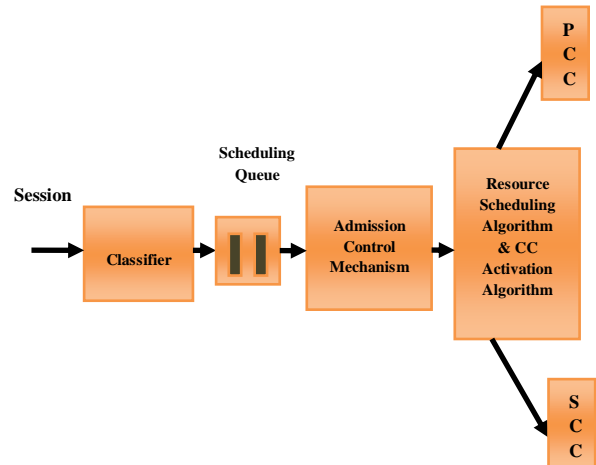 Session
Classifier
Scheduling
Queue
Admission
Control
Mechanism
Resource
Scheduling
Algorithm
& CC
Activation
Algorithm
P
C
C
S
C
C